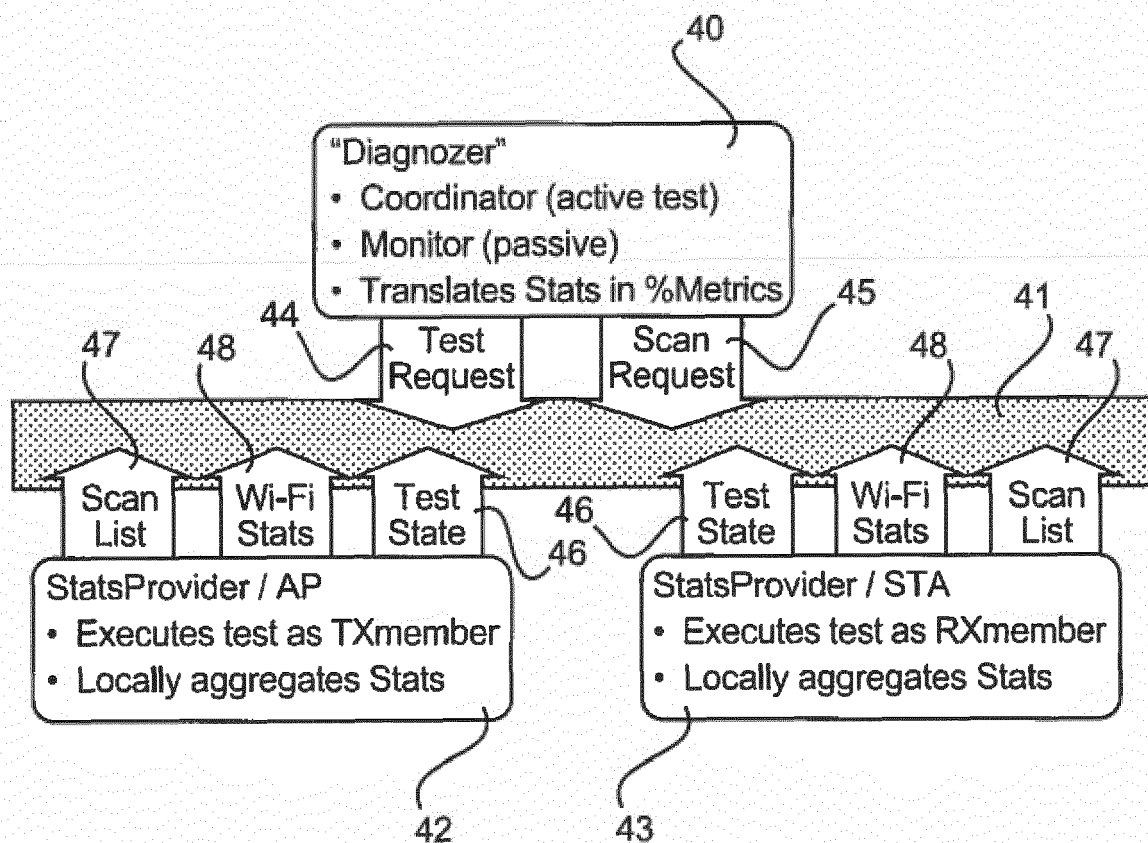 40
"Diagnozer"
• Coordinator (active test)
• Monitor (passive)
• Translates Stats in %Metrics
44
45
41
47
48
Test
Request
Scan
Request
48
47
Scan
List
Wi-Fi
Stats
Test
State
46
46
Test
State
Wi-Fi
Stats
Scan
List
StatsProvider / AP
• Executes test as TXmember
• Locally aggregates Stats
StatsProvider / STA
• Executes test as RXmember
• Locally aggregates Stats
42
43